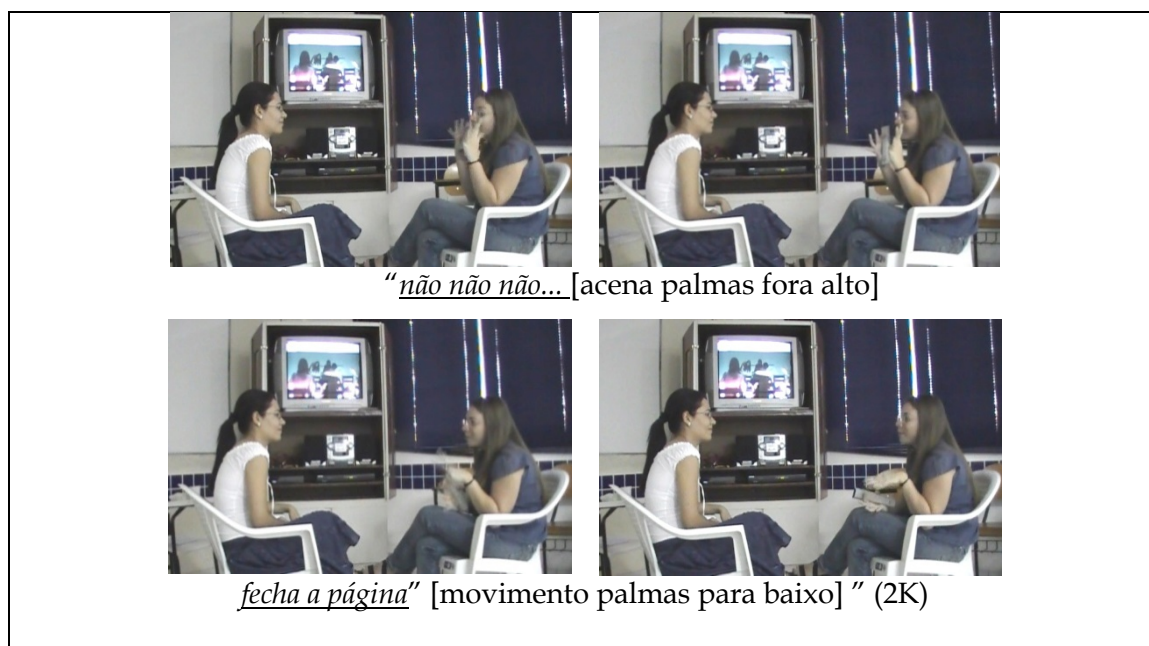 “não não não... [acena palmas fora alto]
fecha a página” [movimento palmas para baixo] ” (2K)